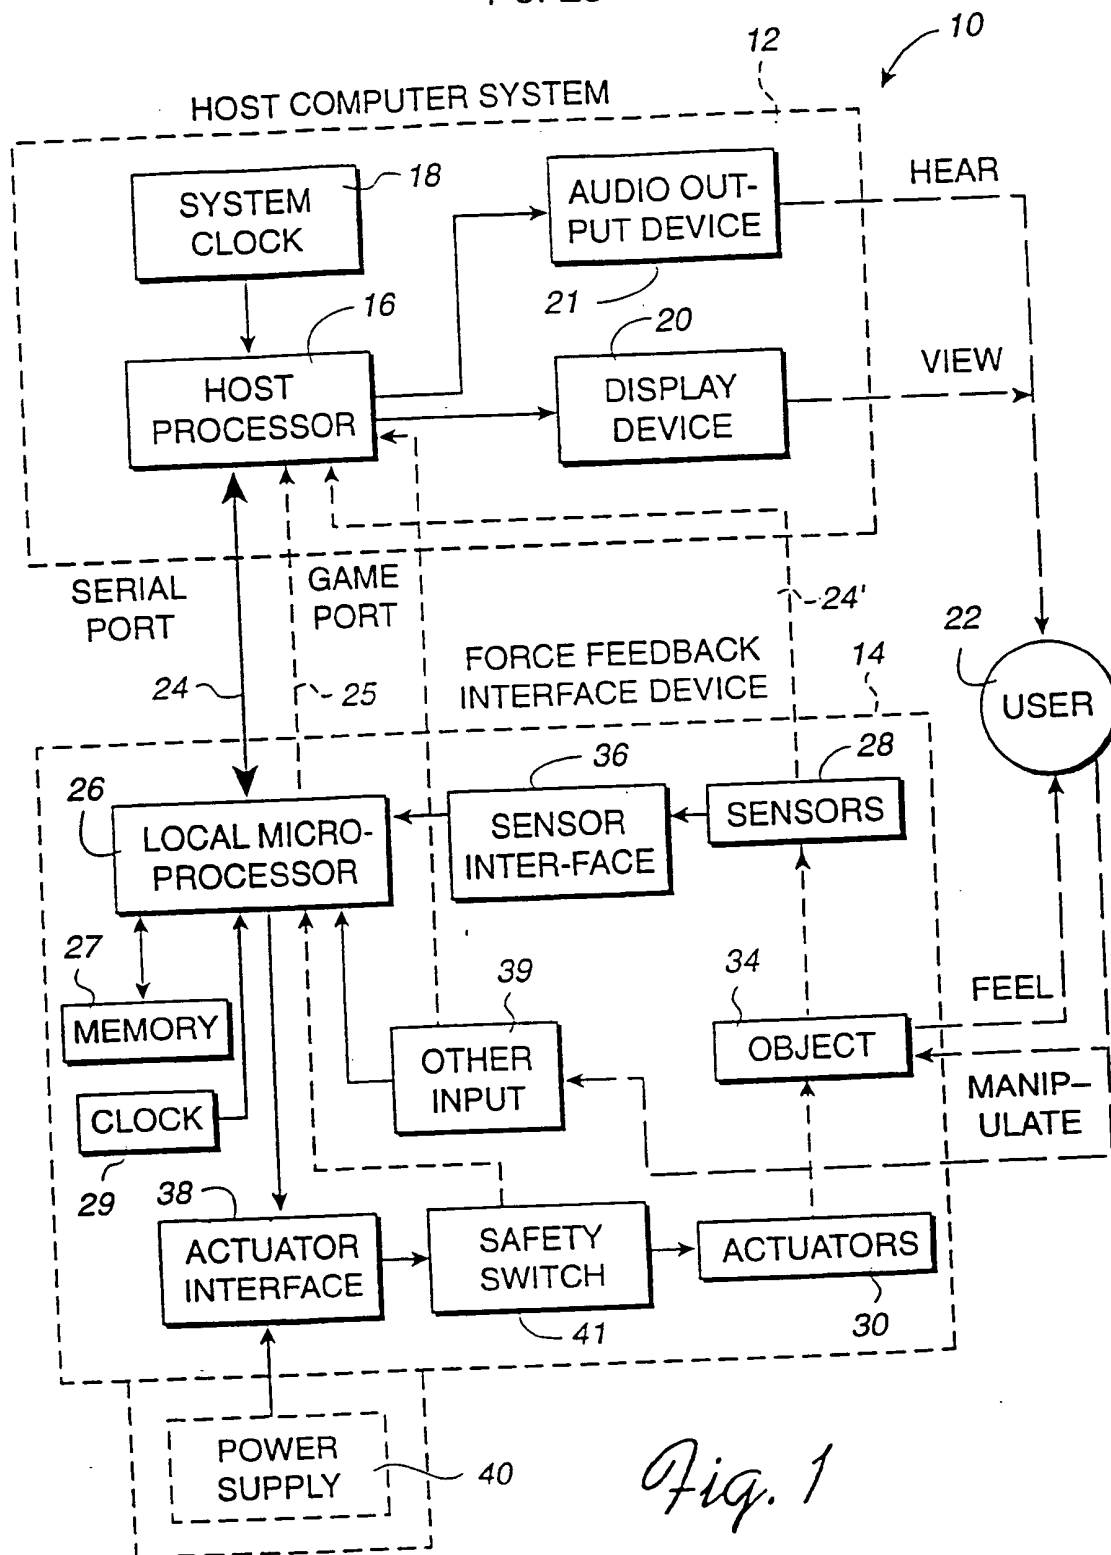 10
12
HOST COMPUTER SYSTEM
SYSTEM
CLOCK
18
AUDIO OUT-
PUT DEVICE
21
HEAR
16
HOST
PROCESSOR
20
DISPLAY
DEVICE
VIEW
SERIAL
PORT
GAME
PORT
24
25
24'
FORCE FEEDBACK
INTERFACE DEVICE
14
22
USER
26
LOCAL MICRO-
PROCESSOR
36
SENSOR
INTER-FACE
28
SENSORS
27
MEMORY
CLOCK
29
39
OTHER
INPUT
34
OBJECT
FEEL
MANIP-
ULATE
38
ACTUATOR
INTERFACE
SAFETY
SWITCH
41
ACTUATORS
30
POWER
SUPPLY
40
Fig. 1